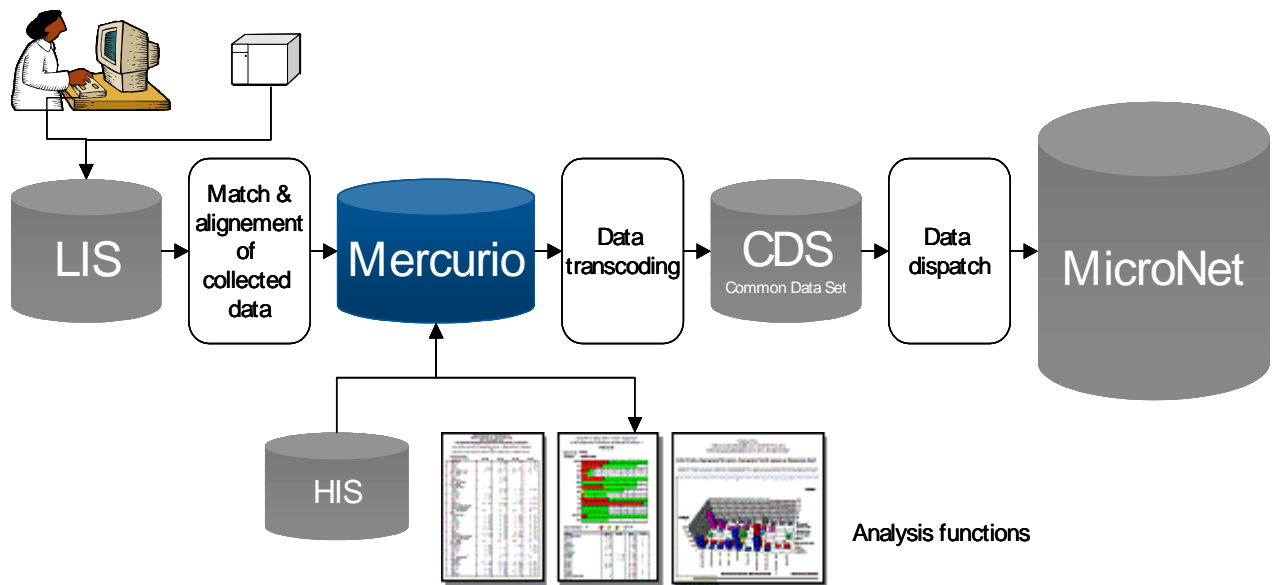 LIS
Match &
alignement
of
collected
data
Mercurio
Data
transcoding
CDS
Common Data Set
Data
dispatch
MicroNet
HIS
Analysis functions